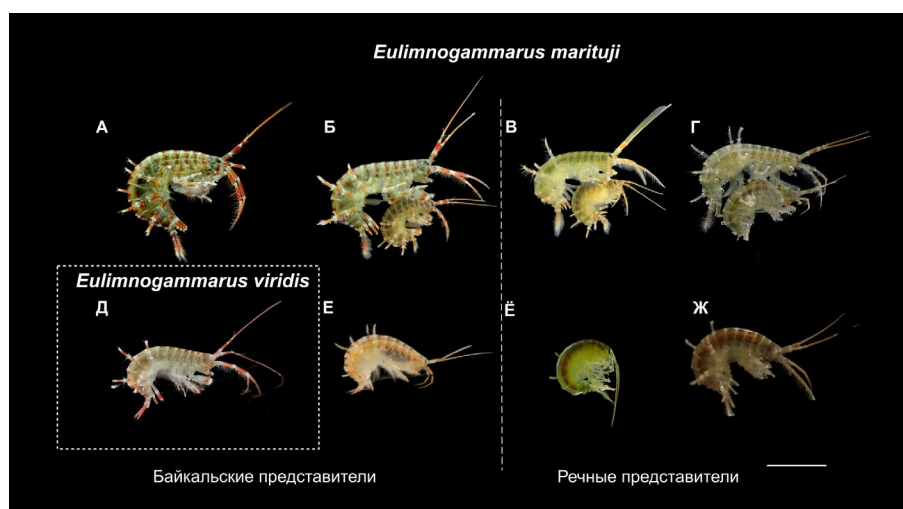 Eulimnogammarus marituji
А
Б
В
Г
Eulimnogammarus viridis
Д
Е
Ё
Ж
Байкальские представители
Речные представители